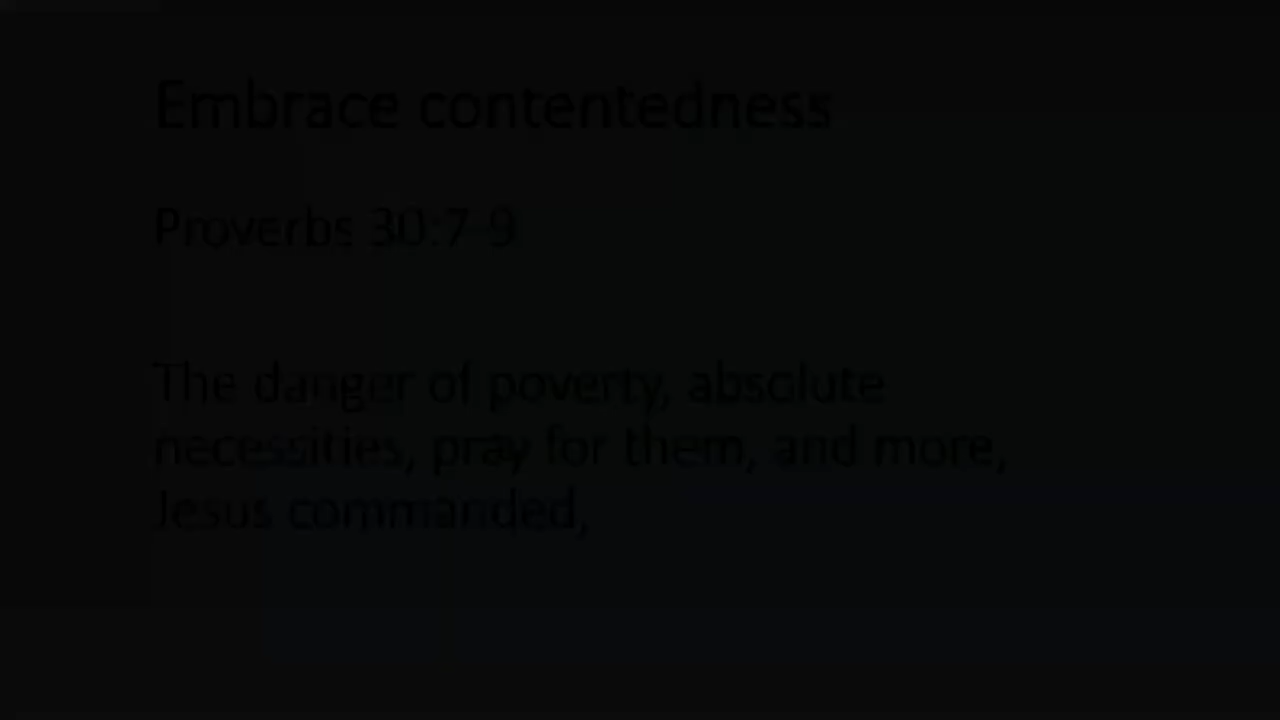 Embrace contentedness
Proverbs 30:7-9
The danger of poverty, absolute
necessities, pray for them, and more,
Jesus commanded,